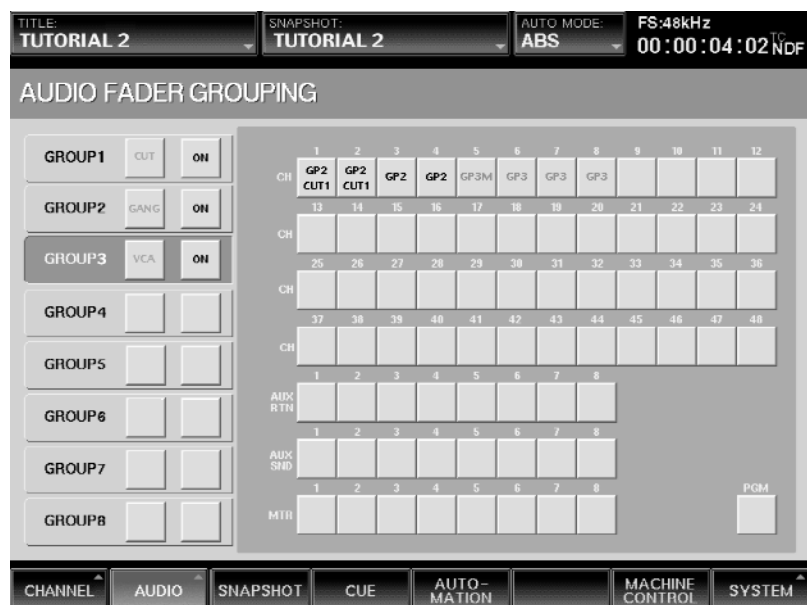 TITLE:
TUTORIAL 2
SNAPSHOT:
TUTORIAL 2
AUTO MODE:
ABS
FS:48kHz
00:00:04:02 TC NDF
AUDIO FADER GROUPING
GROUP1 CUT ON
GROUP2 GANG ON
GROUP3 VCA ON
GROUP4
GROUP5
GROUP6
GROUP7
GROUP8
1 2 3 4 5 6 7 8 9 10 11 12
CH GP2 CUT1 GP2 CUT1 GP2 GP2 GP3M GP3 GP3 GP3
13 14 15 16 17 18 19 20 21 22 23 24
CH
25 26 27 28 29 30 31 32 33 34 35 36
CH
37 38 39 40 41 42 43 44 45 46 47 48
CH
1 2 3 4 5 6 7 8
AUX RTN
1 2 3 4 5 6 7 8
AUX SND
1 2 3 4 5 6 7 8 PGM
MTR
CHANNEL AUDIO SNAPSHOT CUE AUTO-MATION MACHINE CONTROL SYSTEM